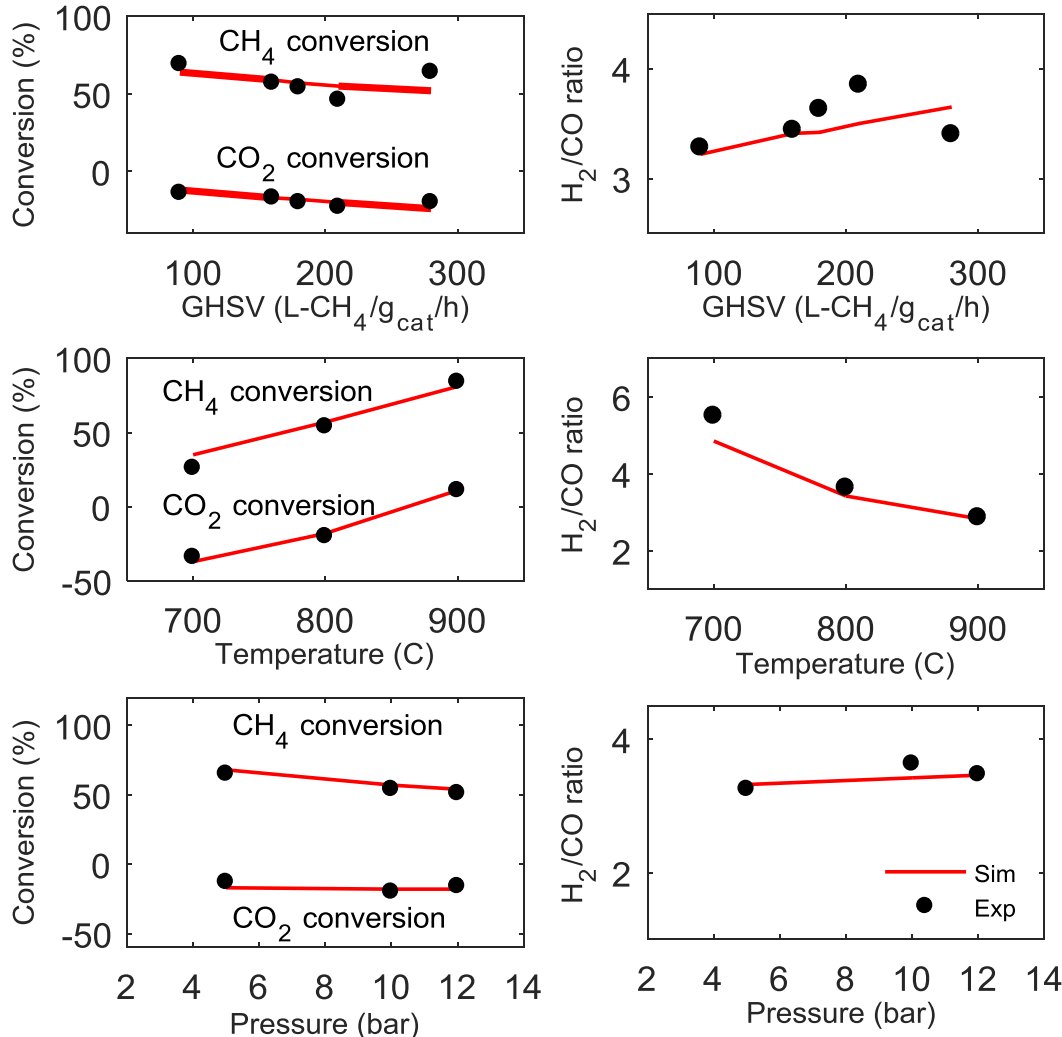 Conversion (%)
100
50
0
CH4 conversion
CO2 conversion
100 200 300
GHSV (L-CH4/gcat/h)
H2/CO ratio
4
3
100 200 300
GHSV (L-CH4/gcat/h)
Conversion (%)
100
50
0
-50
CH4 conversion
CO2 conversion
700 800 900
Temperature (C)
H2/CO ratio
6
4
2
700 800 900
Temperature (C)
Conversion (%)
100
50
0
-50
CH4 conversion
CO2 conversion
2 4 6 8 10 12 14
Pressure (bar)
H2/CO ratio
4
2
Sim
Exp
2 4 6 8 10 12 14
Pressure (bar)